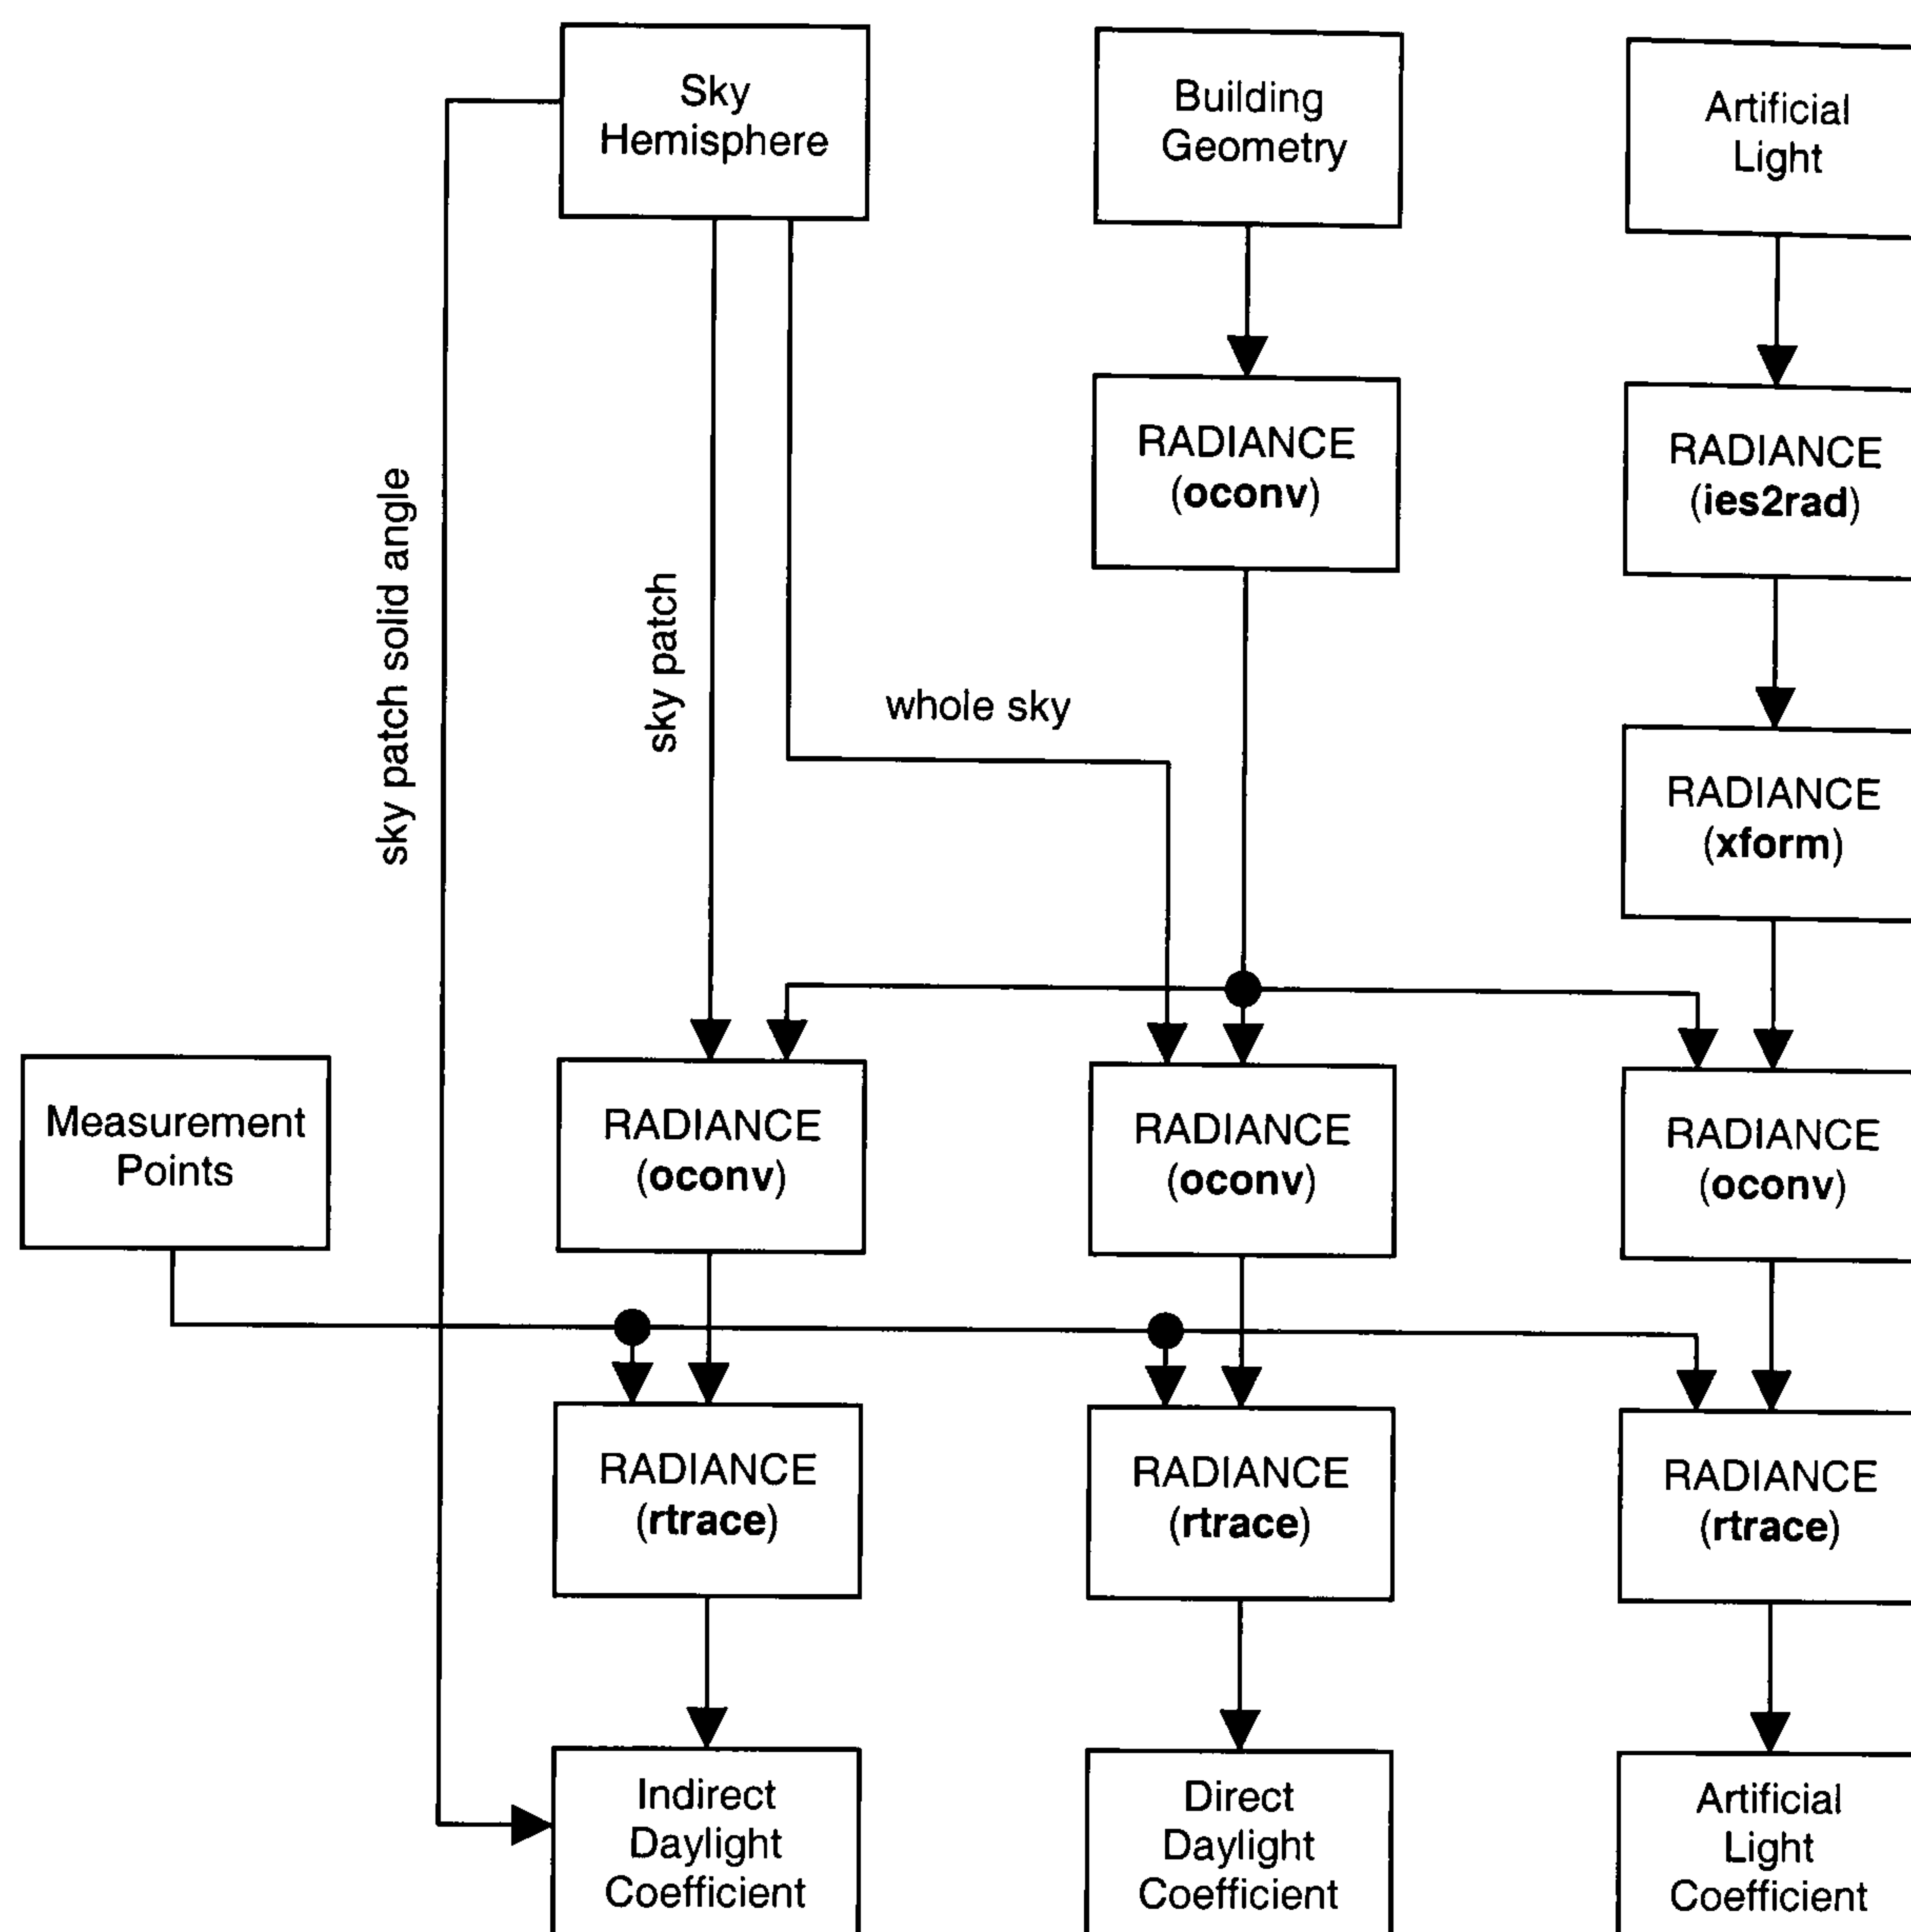 Sky
Hemisphere
Building
Geometry
Artificial
Light
RADIANCE
(oconv)
RADIANCE
(ies2rad)
sky patch solid angle
sky patch
whole sky
RADIANCE
(xform)
Measurement
Points
RADIANCE
(oconv)
RADIANCE
(oconv)
RADIANCE
(oconv)
RADIANCE
(rtrace)
RADIANCE
(rtrace)
RADIANCE
(rtrace)
Indirect
Daylight
Coefficient
Direct
Daylight
Coefficient
Artificial
Light
Coefficient